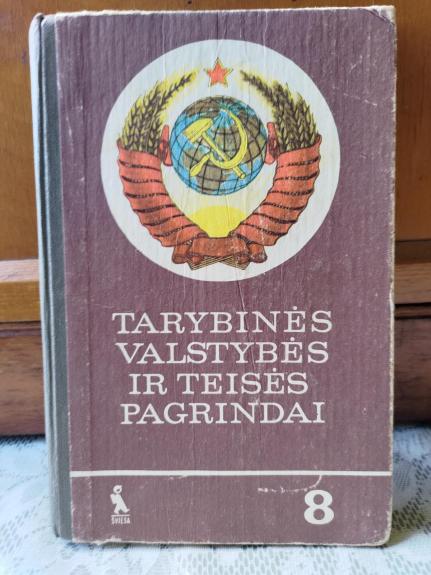 TARYBINĖS
VALSTYBĖS
IR TEISĖS
PAGRINDAI
ŠVIESA
8